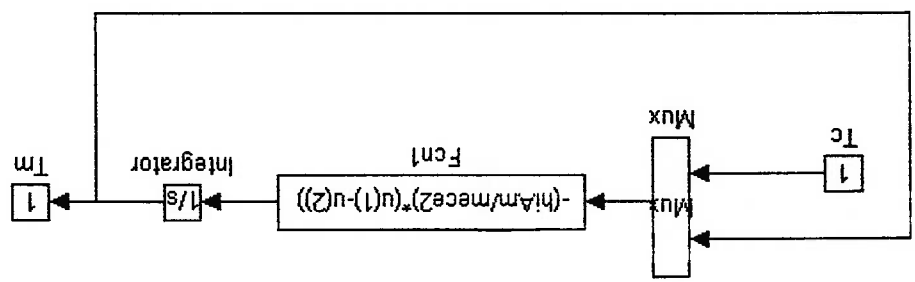 1
Tc
Mux
Mux
-(hiAm/mece2)*(u(1)-u(2))
Fcn1
1/s
Integrator
1
Tm